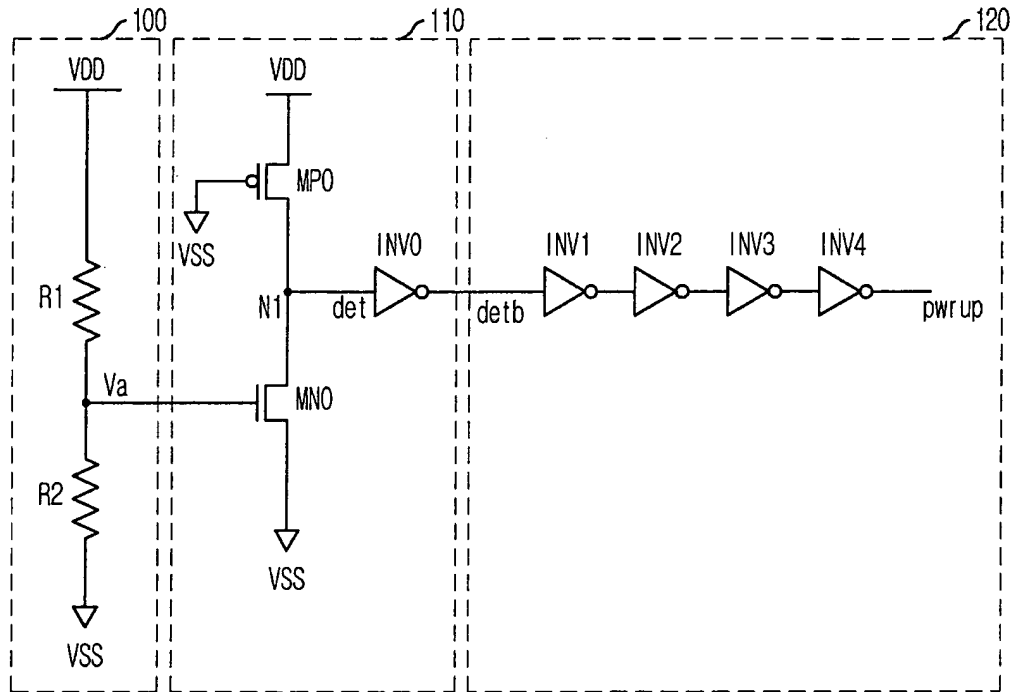 100
110
120
VDD
VDD
MP0
VSS
INV0
INV1
INV2
INV3
INV4
R1
N1
det
detb
pwrup
Va
MN0
R2
VSS
VSS